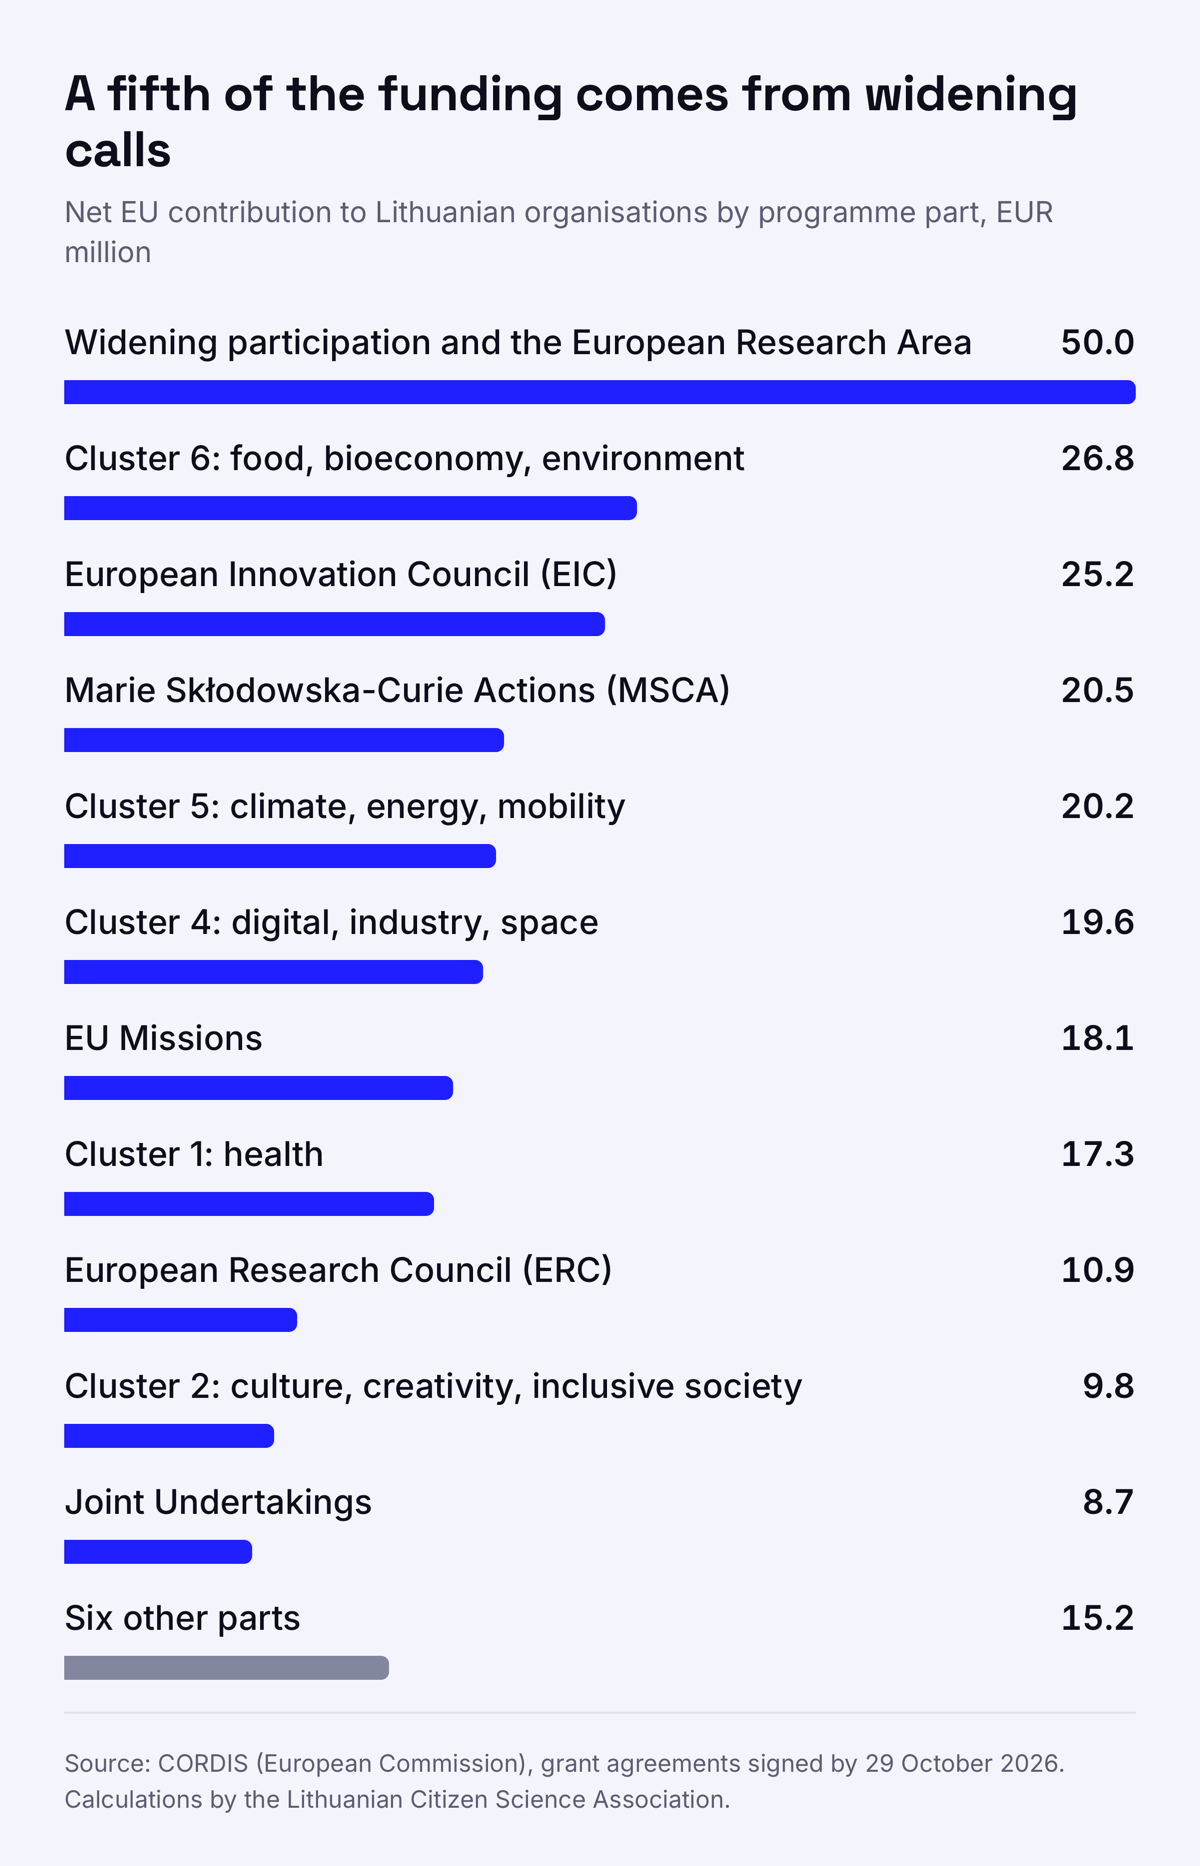 A fifth of the funding comes from widening
calls
Net EU contribution to Lithuanian organisations by programme part, EUR
million
Widening participation and the European Research Area 50.0
Cluster 6: food, bioeconomy, environment 26.8
European Innovation Council (EIC) 25.2
Marie Skłodowska-Curie Actions (MSCA) 20.5
Cluster 5: climate, energy, mobility 20.2
Cluster 4: digital, industry, space 19.6
EU Missions 18.1
Cluster 1: health 17.3
European Research Council (ERC) 10.9
Cluster 2: culture, creativity, inclusive society 9.8
Joint Undertakings 8.7
Six other parts 15.2
Source: CORDIS (European Commission), grant agreements signed by 29 October 2026.
Calculations by the Lithuanian Citizen Science Association.